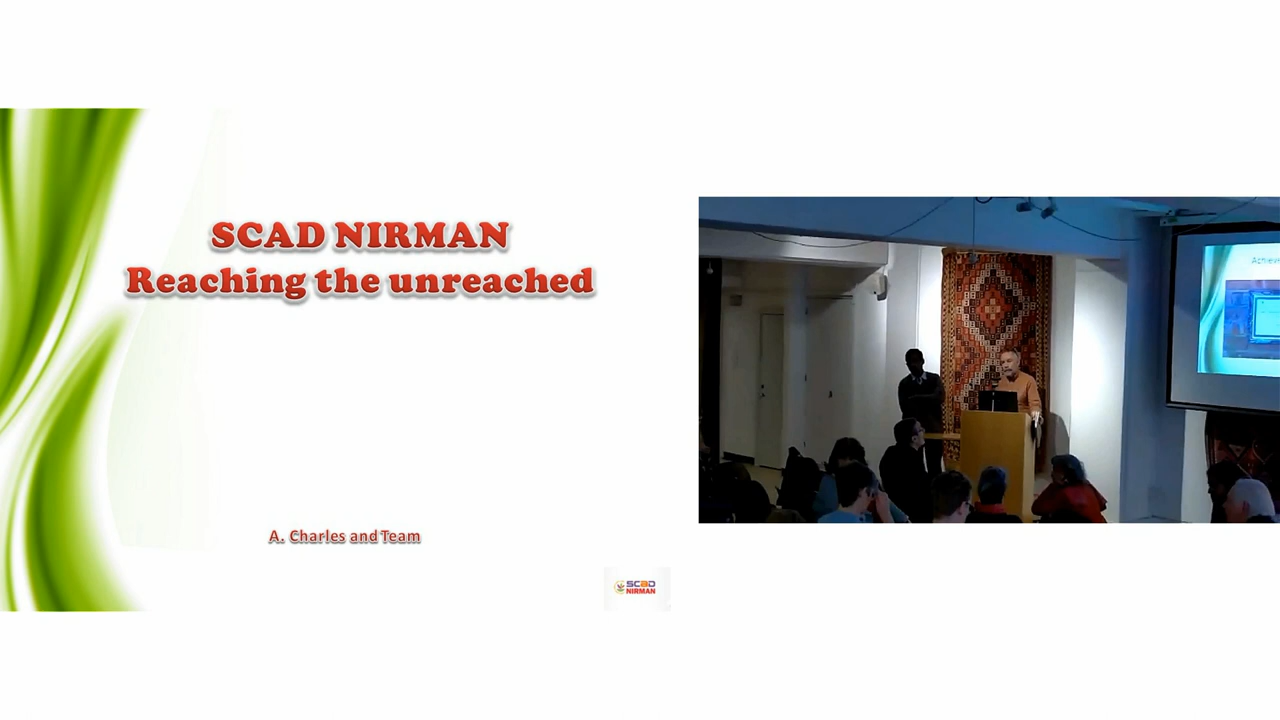 SCAD NIRMAN
Reaching the unreached
A. Charles and Team
SCAD
NIRMAN